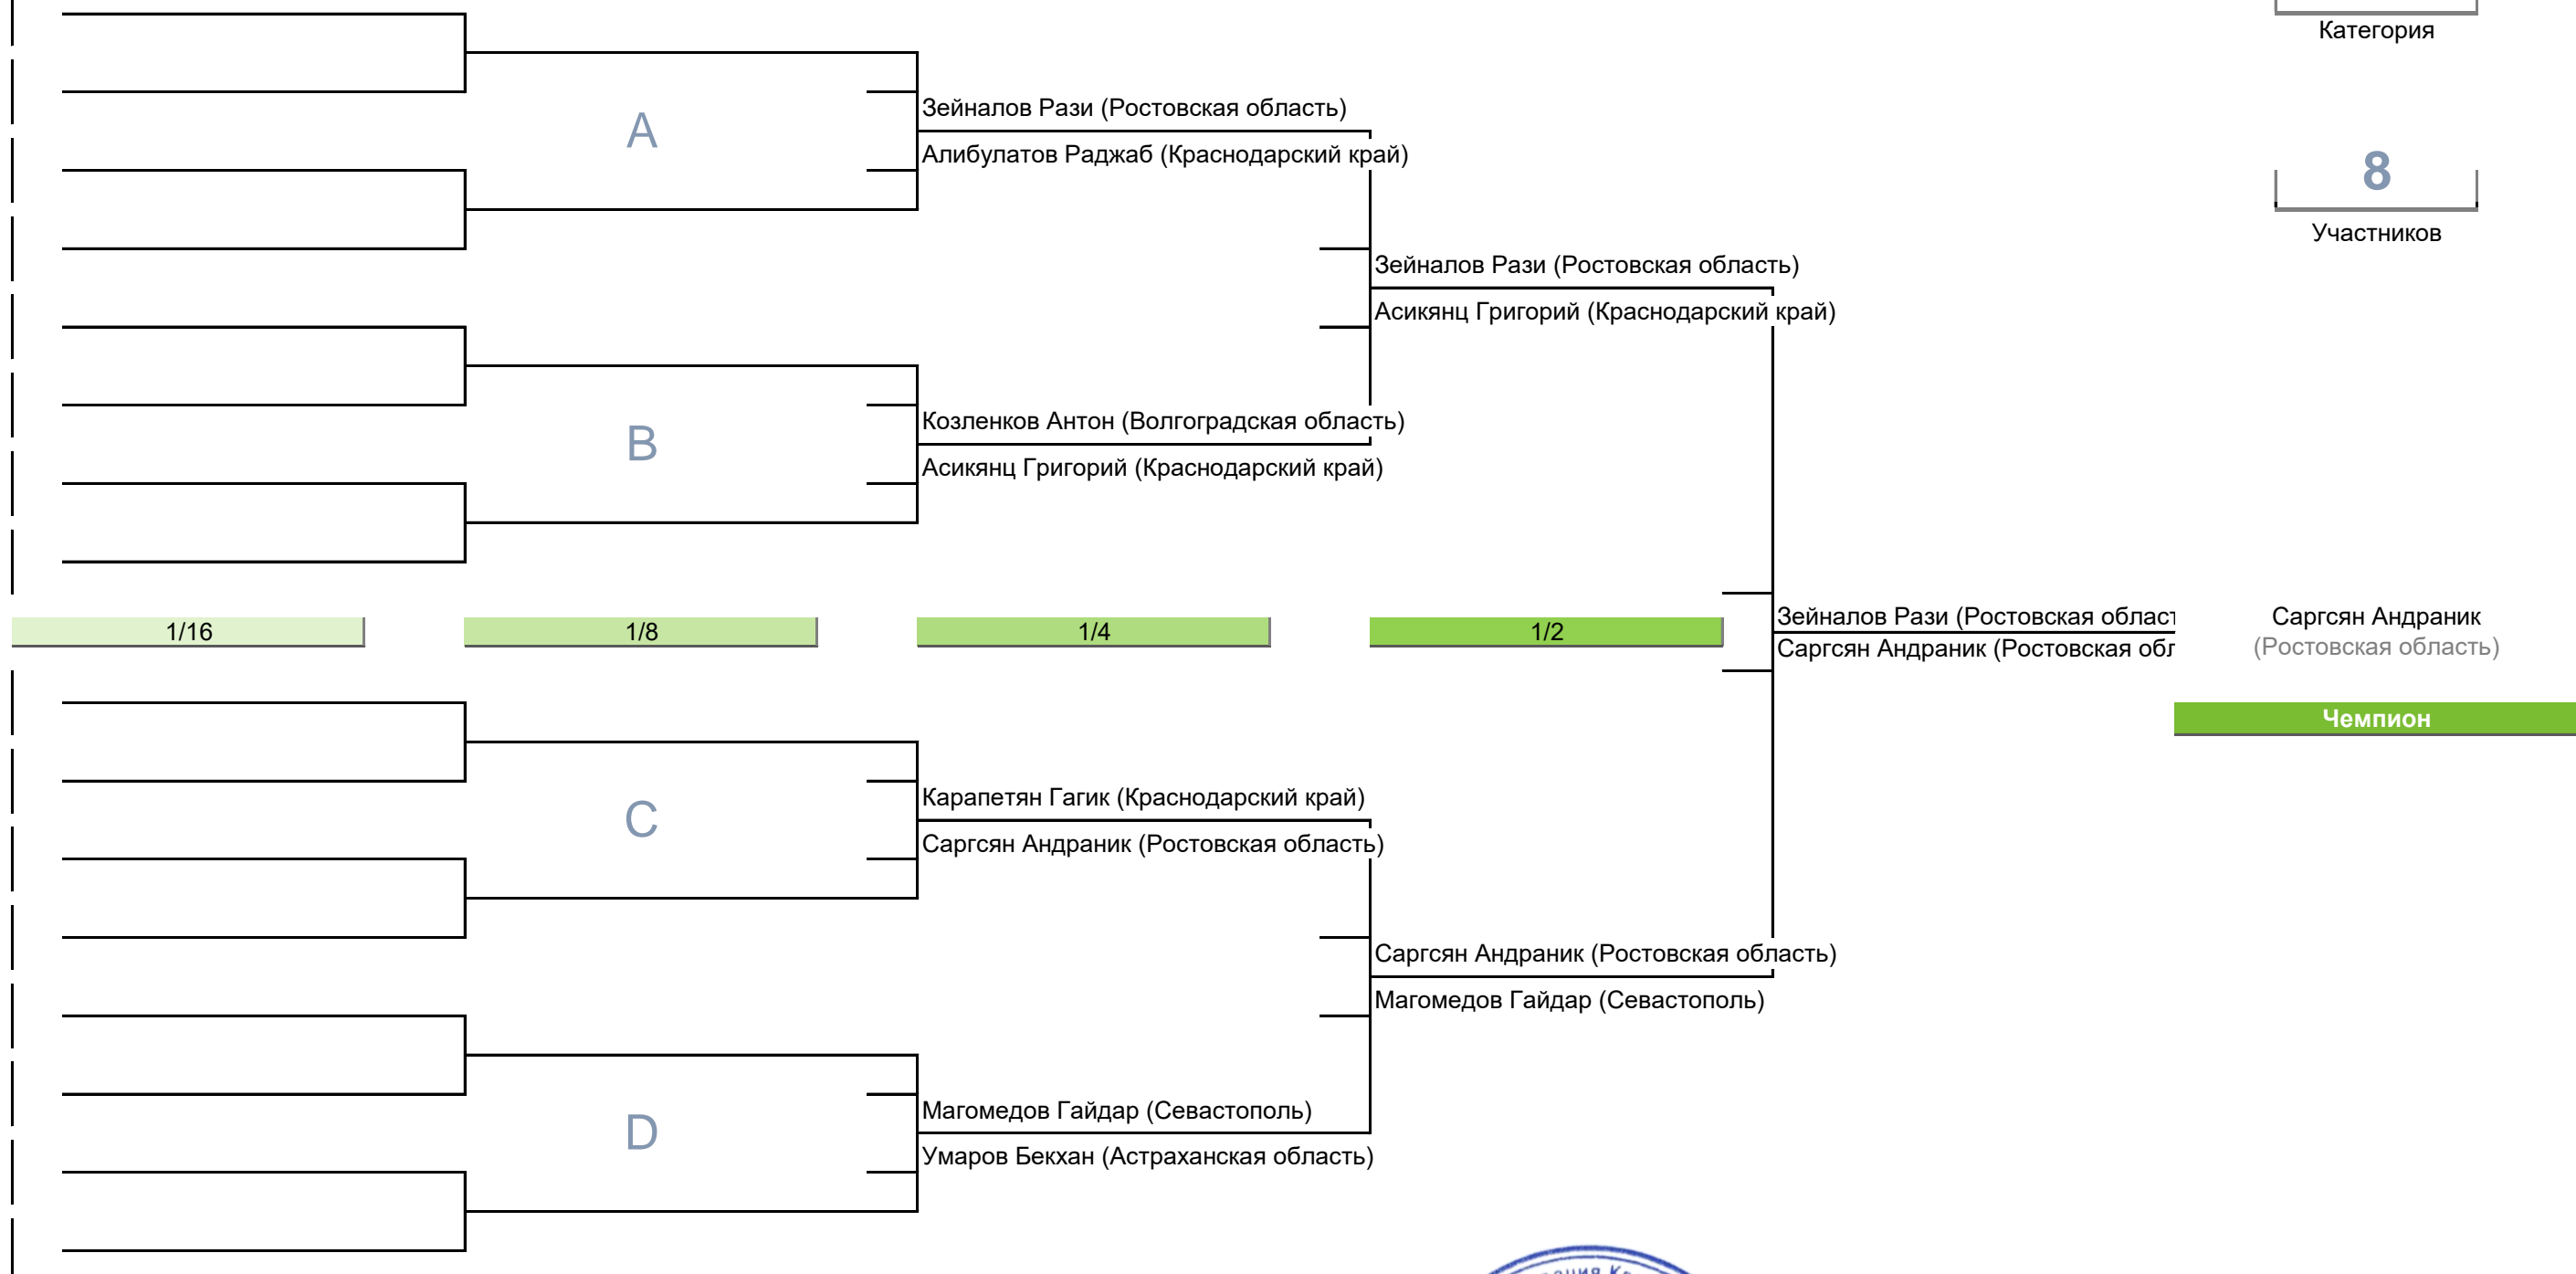 Категория
A
Зейналов Рази (Ростовская область)
Алибулатов Раджаб (Краснодарский край)
8
Участников
Зейналов Рази (Ростовская область)
Асикянц Григорий (Краснодарский край)
B
Козленков Антон (Волгоградская область)
Асикянц Григорий (Краснодарский край)
1/16
1/8
1/4
1/2
Зейналов Рази (Ростовская област
Саргсян Андраник (Ростовская обл
Саргсян Андраник
(Ростовская область)
Чемпион
C
Карапетян Гагик (Краснодарский край)
Саргсян Андраник (Ростовская область)
Саргсян Андраник (Ростовская область)
Магомедов Гайдар (Севастополь)
D
Магомедов Гайдар (Севастополь)
Умаров Бекхан (Астраханская область)